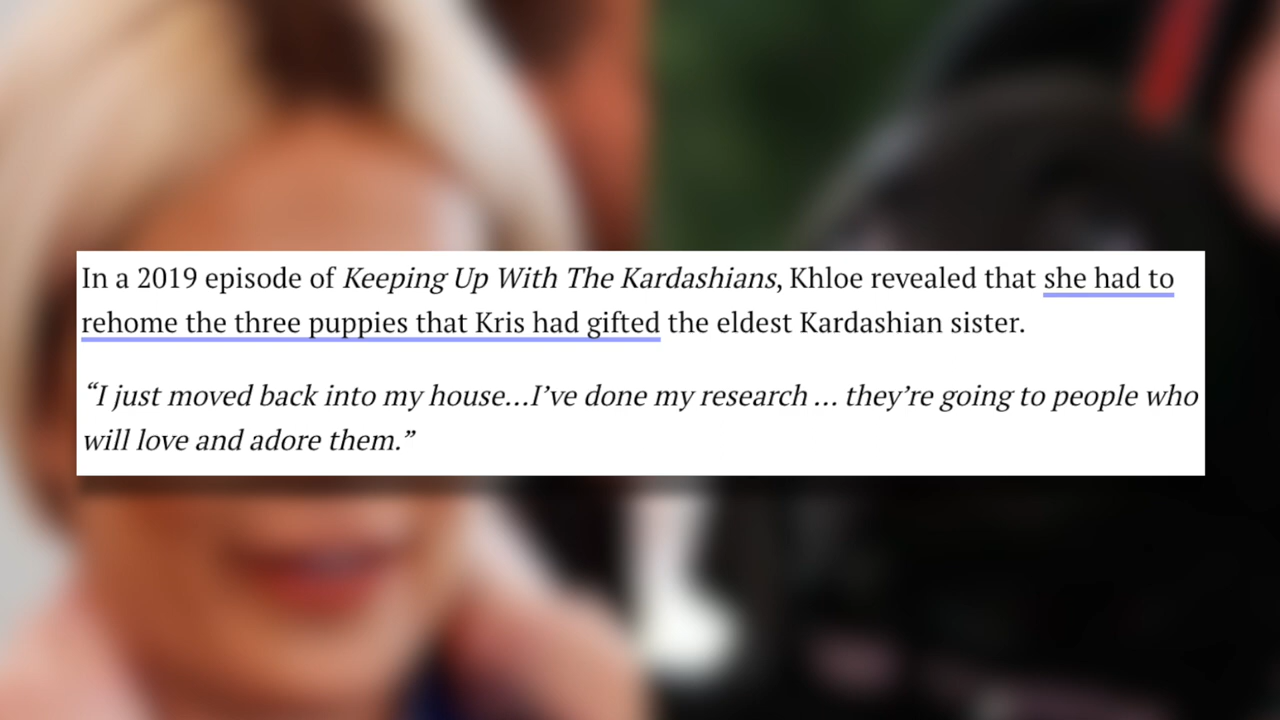 In a 2019 episode of Keeping Up With The Kardashians, Khloe revealed that she had to
rehome the three puppies that Kris had gifted the eldest Kardashian sister.
“I just moved back into my house…I’ve done my research … they’re going to people who
will love and adore them.”